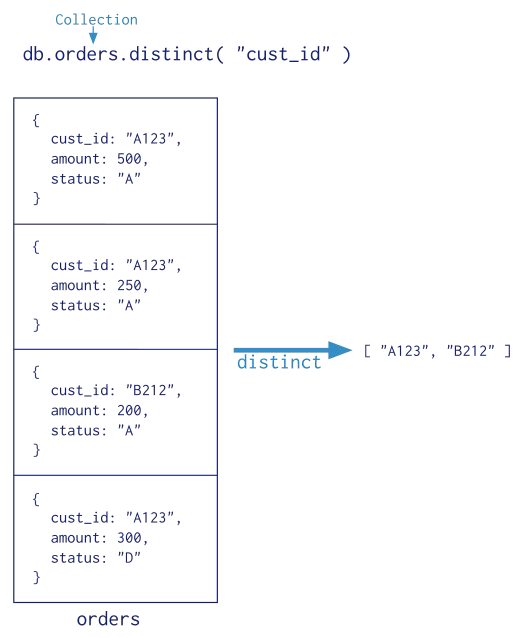 Collection
db.orders.distinct( "cust_id" )
{
cust_id: "A123",
amount: 500,
status: "A"
}
{
cust_id: "A123",
amount: 250,
status: "A"
}
{
cust_id: "B212",
amount: 200,
status: "A"
}
{
cust_id: "A123",
amount: 300,
status: "D"
}
orders
distinct
[ "A123", "B212" ]